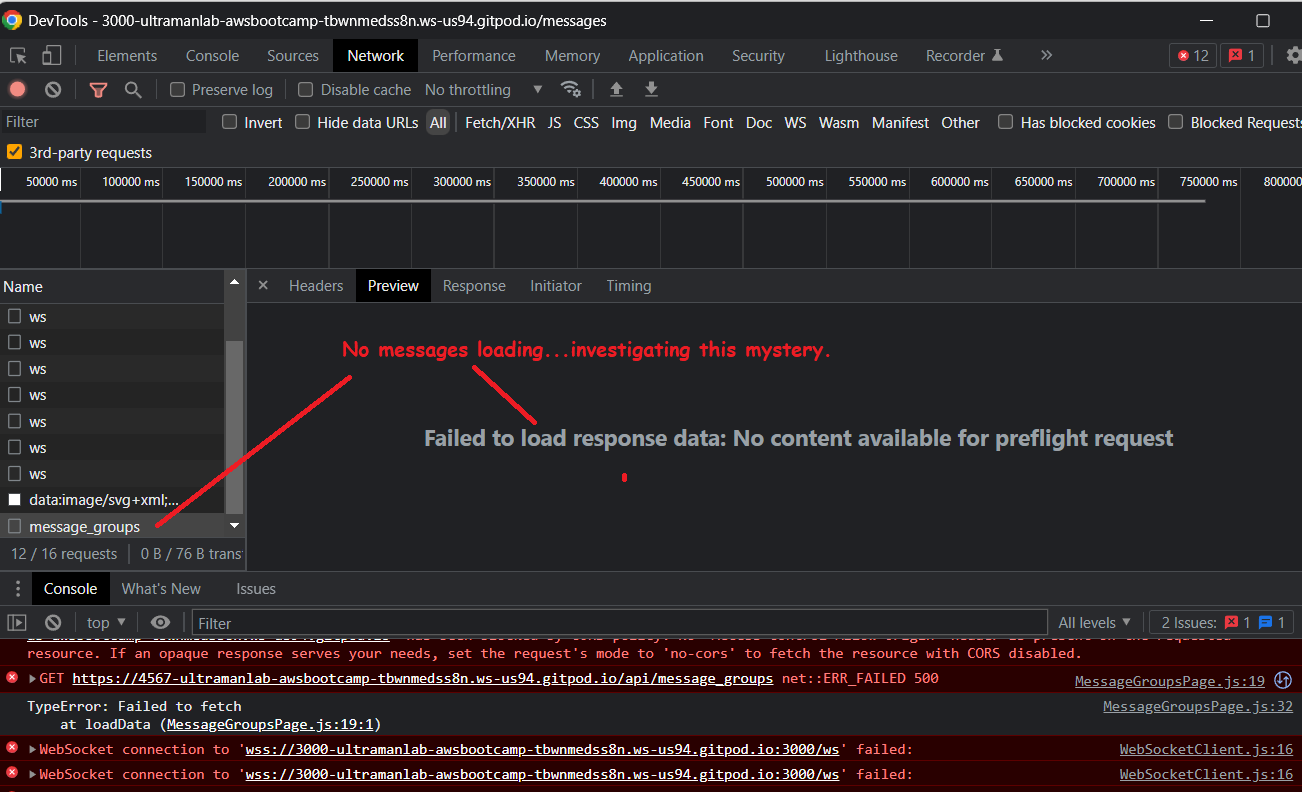 DevTools - 3000-ultramanlab-awsbootcamp-tbwnmedss8n.ws-us94.gitpod.io/messages
Elements Console Sources Network Performance Memory Application Security Lighthouse Recorder » 12 1
Preserve log Disable cache No throttling
Filter Invert Hide data URLs All Fetch/XHR JS CSS Img Media Font Doc WS Wasm Manifest Other Has blocked cookies Blocked Requests
3rd-party requests
50000 ms 100000 ms 150000 ms 200000 ms 250000 ms 300000 ms 350000 ms 400000 ms 450000 ms 500000 ms 550000 ms 600000 ms 650000 ms 700000 ms 750000 ms 800000
Name
ws
ws
ws
ws
ws
ws
ws
data:image/svg+xml;...
message_groups
12 / 16 requests 0 B / 76 B trans
× Headers Preview Response Initiator Timing
No messages loading...investigating this mystery.
Failed to load response data: No content available for preflight request
Console What's New Issues
top Filter All levels 2 Issues: 1 1
resource. If an opaque response serves your needs, set the request's mode to 'no-cors' to fetch the resource with CORS disabled.
GET https://4567-ultramanlab-awsbootcamp-tbwnmedss8n.ws-us94.gitpod.io/api/message_groups net::ERR_FAILED 500 MessageGroupsPage.js:19
TypeError: Failed to fetch MessageGroupsPage.js:32
at loadData (MessageGroupsPage.js:19:1)
WebSocket connection to 'wss://3000-ultramanlab-awsbootcamp-tbwnmedss8n.ws-us94.gitpod.io:3000/ws' failed: WebSocketClient.js:16
WebSocket connection to 'wss://3000-ultramanlab-awsbootcamp-tbwnmedss8n.ws-us94.gitpod.io:3000/ws' failed: WebSocketClient.js:16